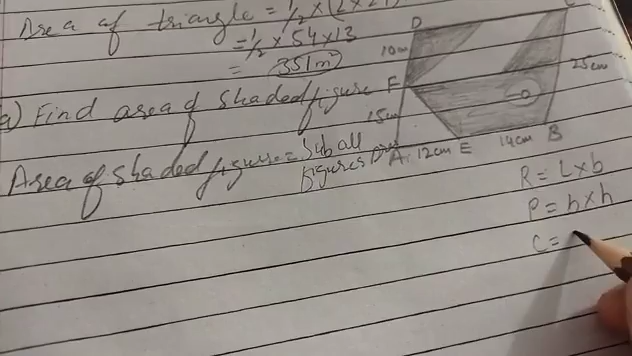 Area of triangle = 1/2 × (2×27)
= 1/2 × 54 × 13
= 351m²
D
10cm
25cm
a) Find area of shaded figure
F
15cm
A
12cm
E
14cm
B
Area of shaded figure = Sub all
figures
R = L × b
P = b × h
C =